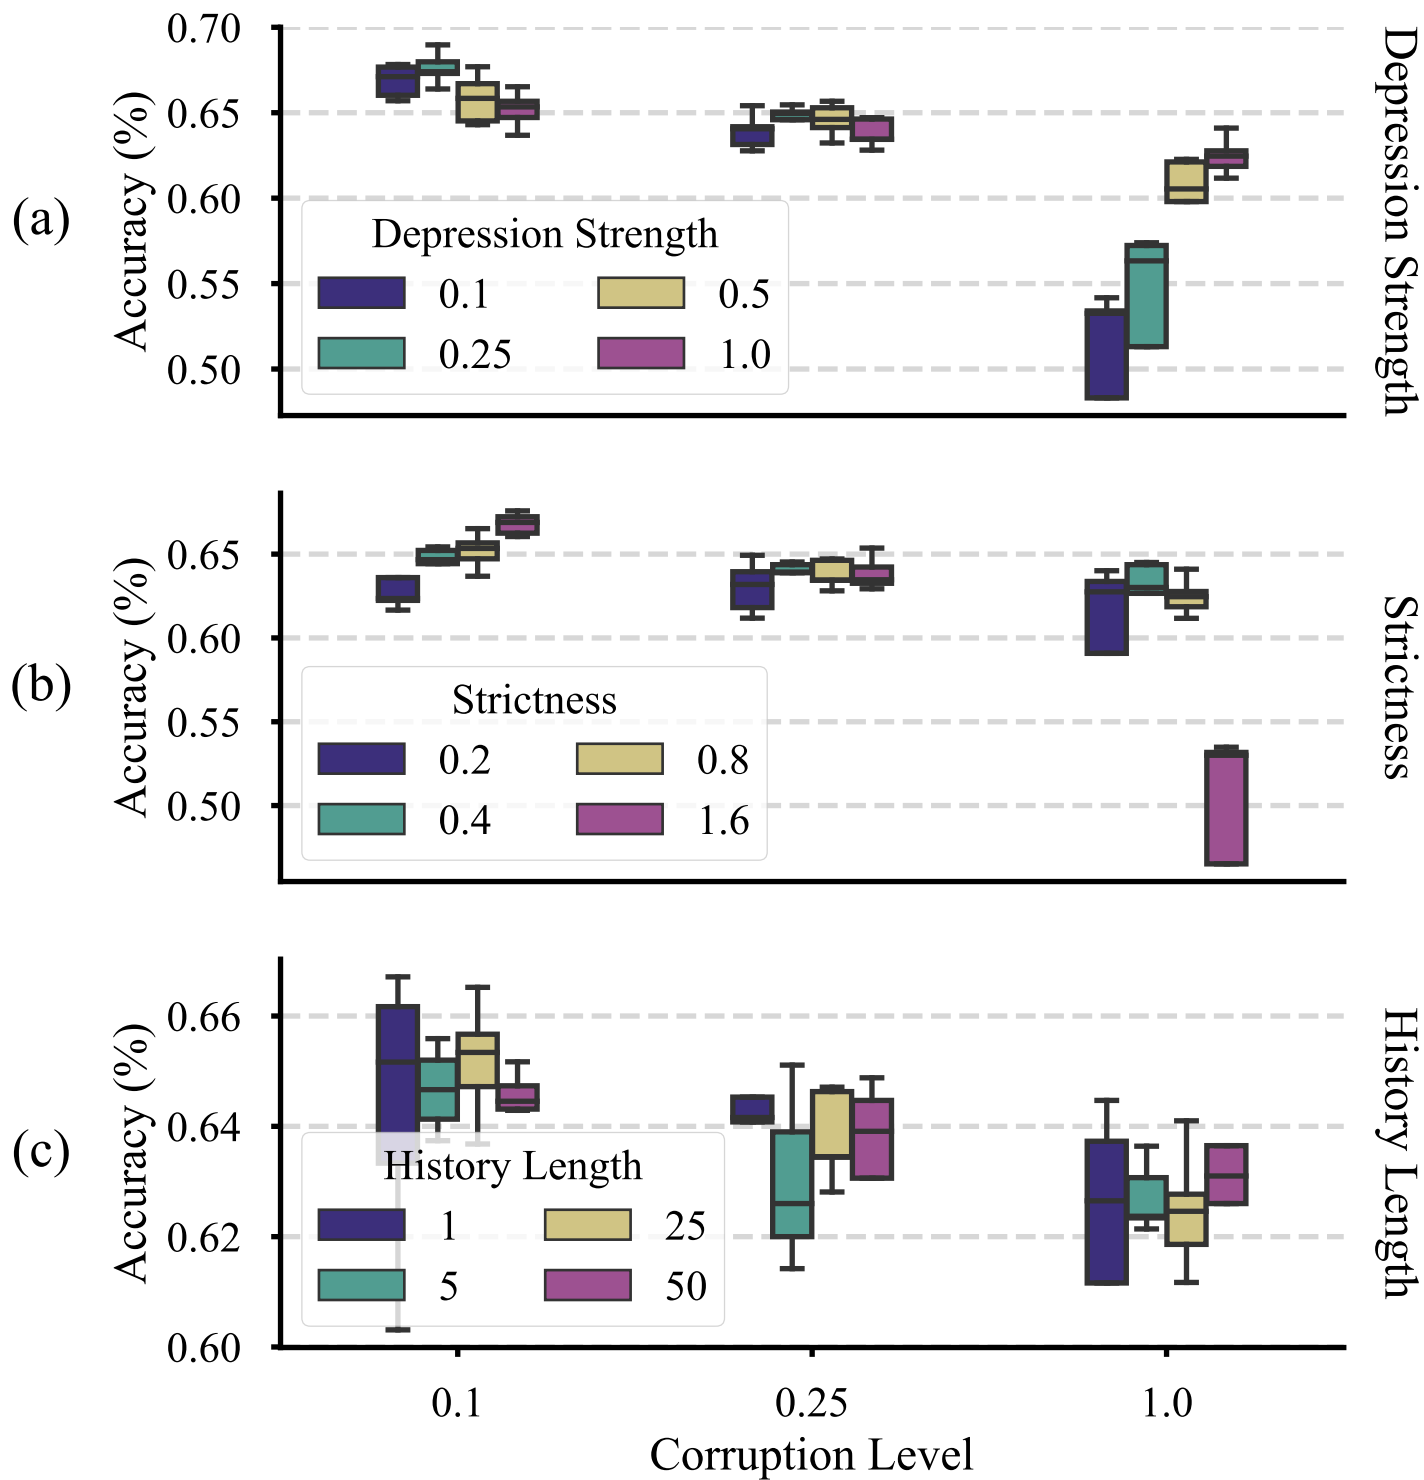 (a)
Accuracy (%)
0.70
0.65
0.60
0.55
0.50
Depression Strength
0.1
0.5
0.25
1.0
Depression Strength
(b)
Accuracy (%)
0.65
0.60
0.55
0.50
Strictness
0.2
0.8
0.4
1.6
Strictness
(c)
Accuracy (%)
0.66
0.64
0.62
0.60
History Length
1
25
5
50
History Length
0.1
0.25
1.0
Corruption Level